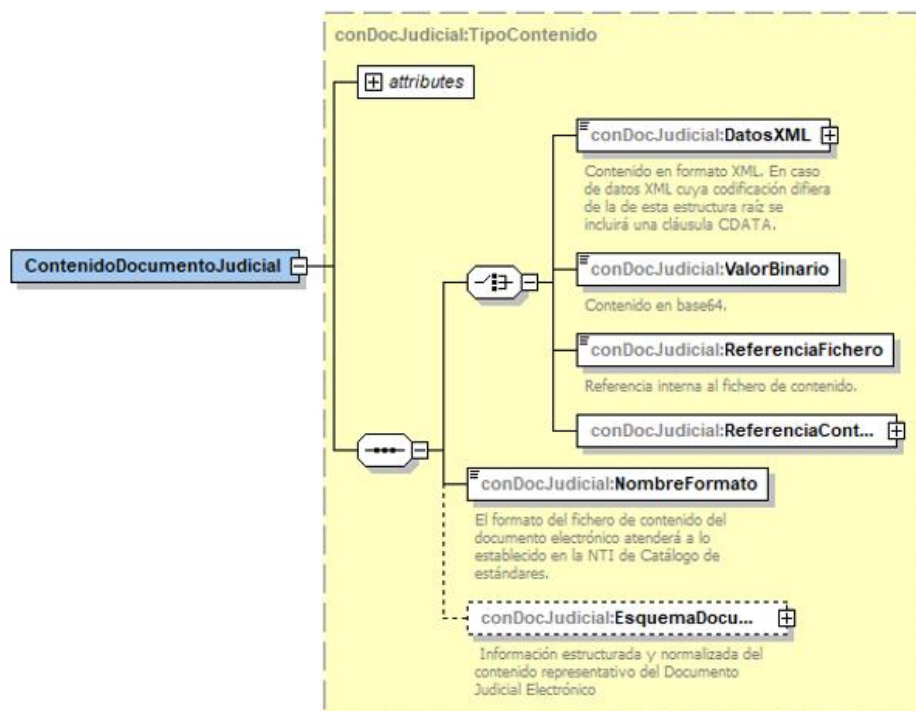 conDocJudicial:TipoContenido
attributes
conDocJudicial:DatosXML
Contenido en formato XML. En caso
de datos XML cuya codificación difiera
de la de esta estructura raíz se
incluirá una cláusula CDATA.
ContenidoDocumentoJudicial
conDocJudicial:ValorBinario
Contenido en base64.
conDocJudicial:ReferenciaFichero
Referencia interna al fichero de contenido.
conDocJudicial:ReferenciaCont...
conDocJudicial:NombreFormato
El formato del fichero de contenido del
documento electrónico atenderá a lo
establecido en la NTI de Catálogo de
estándares.
conDocJudicial:EsquemaDocu...
Información estructurada y normalizada del
contenido representativo del Documento
Judicial Electrónico